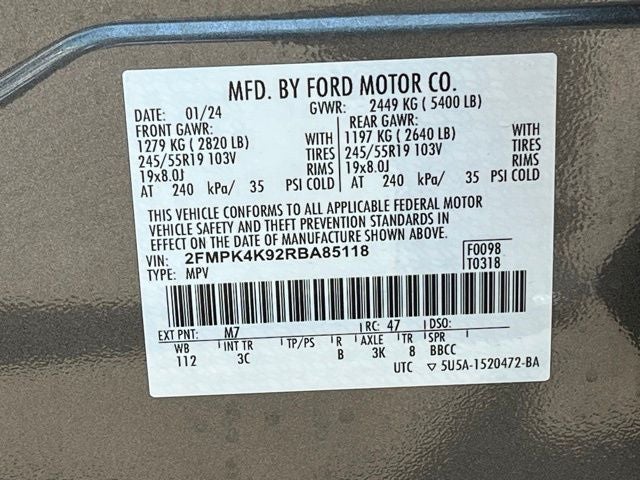 MFD. BY FORD MOTOR CO.
DATE: 01/24 GVWR: 2449 KG ( 5400 LB)
FRONT GAWR: REAR GAWR:
1279 KG ( 2820 LB) WITH 1197 KG ( 2640 LB) WITH
245/55R19 103V TIRES 245/55R19 103V TIRES
19x8.0J RIMS 19x8.0J RIMS
AT 240 kPa/ 35 PSI COLD AT 240 kPa/ 35 PSI COLD
THIS VEHICLE CONFORMS TO ALL APPLICABLE FEDERAL MOTOR
VEHICLE SAFETY AND THEFT PREVENTION STANDARDS IN
EFFECT ON THE DATE OF MANUFACTURE SHOWN ABOVE.
VIN: 2FMPK4K92RBA85118 F0098
TYPE: MPV T0318
EXT PNT: M7 RC: 47 DSO:
WB INT TR TP/PS R AXLE TR SPR
112 3C B 3K 8 BBCC
UTC ▽ 5U5A-1520472-BA